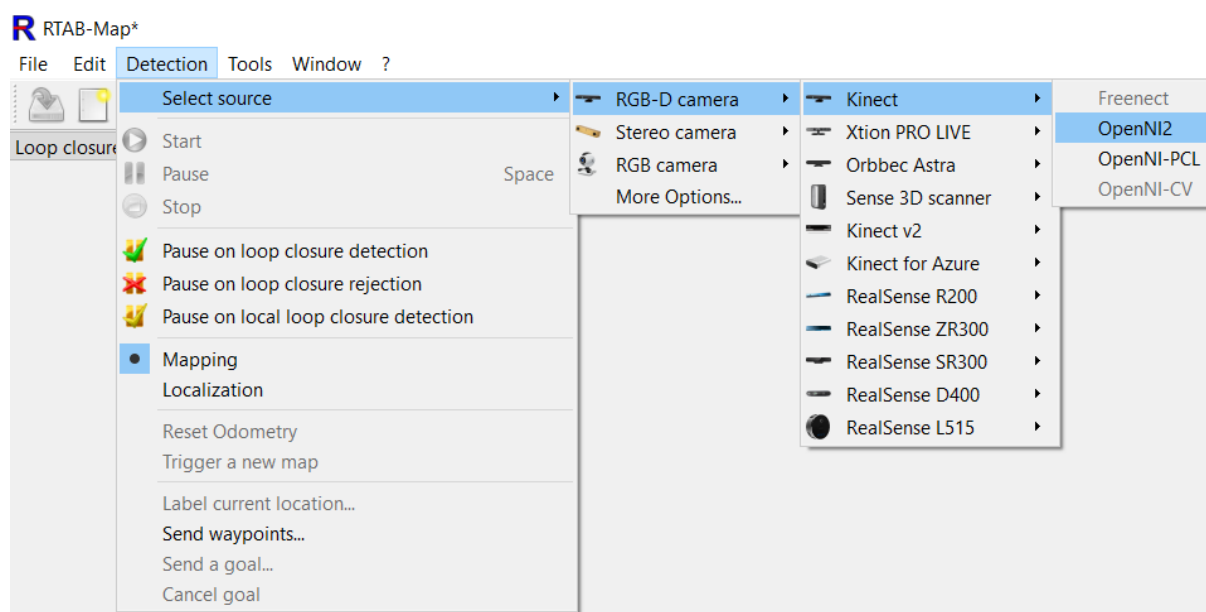 RTAB-Map*
File Edit Detection Tools Window ?
Loop closure
Select source
Start
Pause Space
Stop
Pause on loop closure detection
Pause on loop closure rejection
Pause on local loop closure detection
Mapping
Localization
Reset Odometry
Trigger a new map
Label current location...
Send waypoints...
Send a goal...
Cancel goal
RGB-D camera
Stereo camera
RGB camera
More Options...
Kinect
Xtion PRO LIVE
Orbbec Astra
Sense 3D scanner
Kinect v2
Kinect for Azure
RealSense R200
RealSense ZR300
RealSense SR300
RealSense D400
RealSense L515
Freenect
OpenNI2
OpenNI-PCL
OpenNI-CV